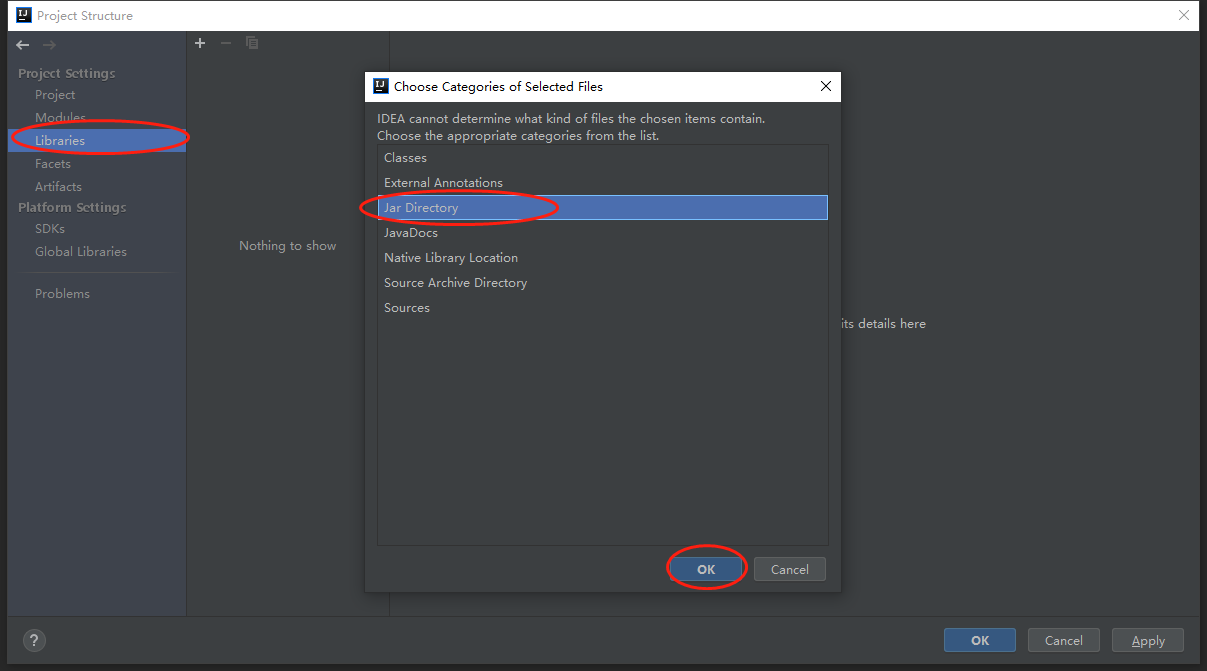 Project Structure
Project Settings
Project
Modules
Libraries
Facets
Artifacts
Platform Settings
SDKs
Global Libraries
Problems
Nothing to show
Choose Categories of Selected Files
IDEA cannot determine what kind of files the chosen items contain.
Choose the appropriate categories from the list.
Classes
External Annotations
Jar Directory
JavaDocs
Native Library Location
Source Archive Directory
Sources
OK
Cancel
its details here
?
OK
Cancel
Apply